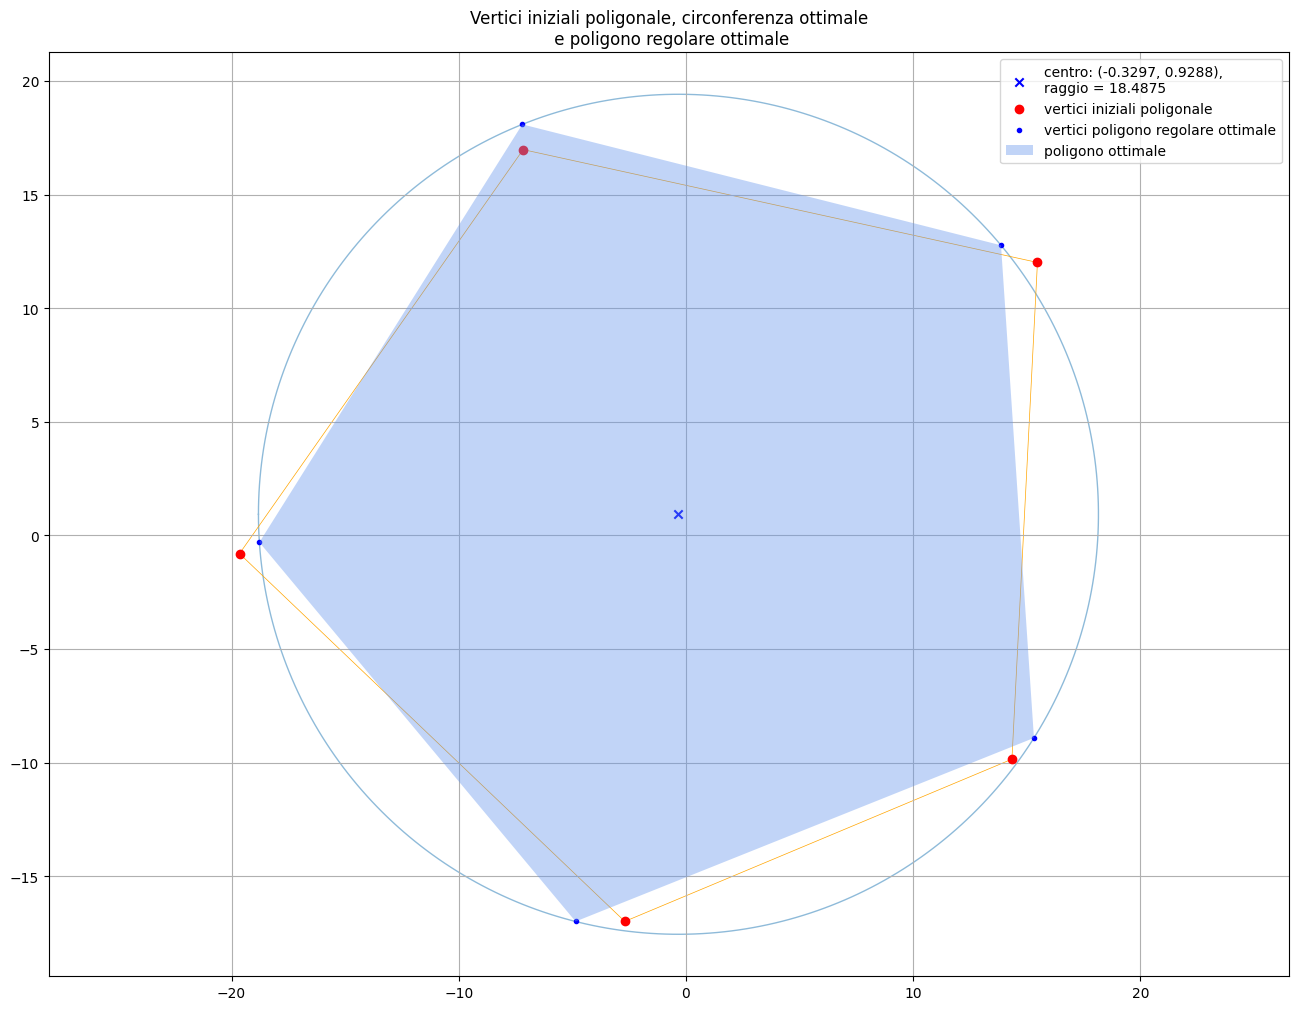 Vertici iniziali poligonale, circonferenza ottimale
e poligono regolare ottimale
centro: (-0.3297, 0.9288),
raggio = 18.4875
vertici iniziali poligonale
vertici poligono regolare ottimale
poligono ottimale
20
15
10
5
0
−5
−10
−15
−20
−10
0
10
20